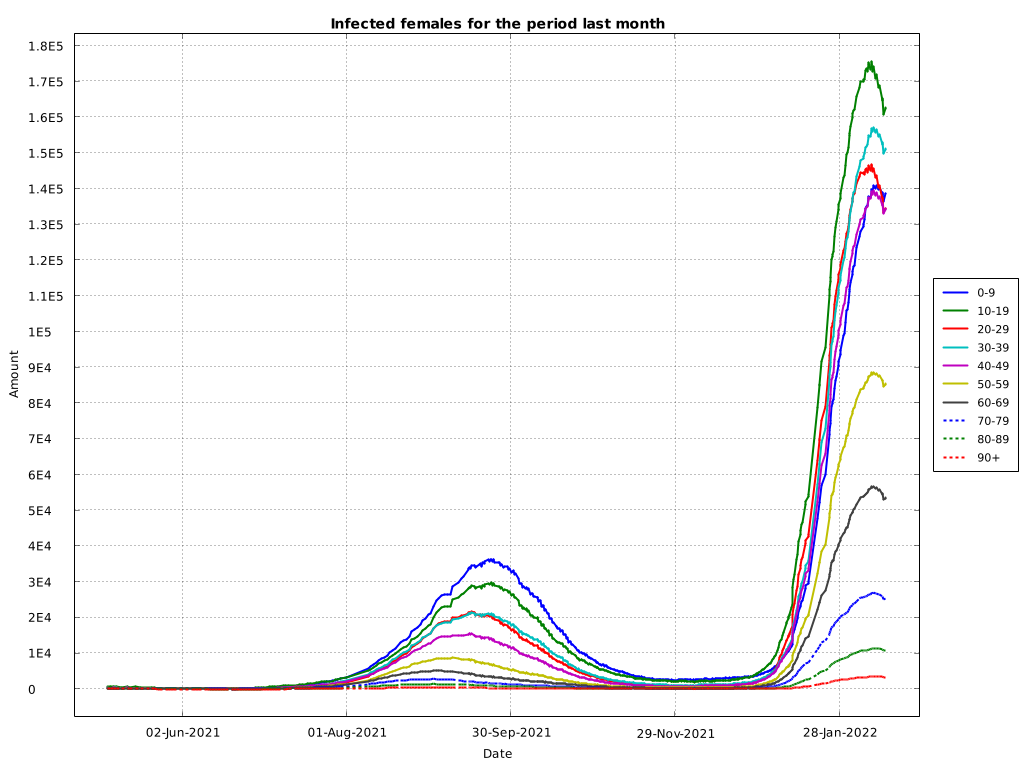 Infected females for the period last month
1.8E5
1.7E5
1.6E5
1.5E5
1.4E5
1.3E5
1.2E5
1.1E5
1E5
9E4
8E4
7E4
6E4
5E4
4E4
3E4
2E4
1E4
0
Amount
02-Jun-2021
01-Aug-2021
30-Sep-2021
29-Nov-2021
28-Jan-2022
Date
0-9
10-19
20-29
30-39
40-49
50-59
60-69
70-79
80-89
90+